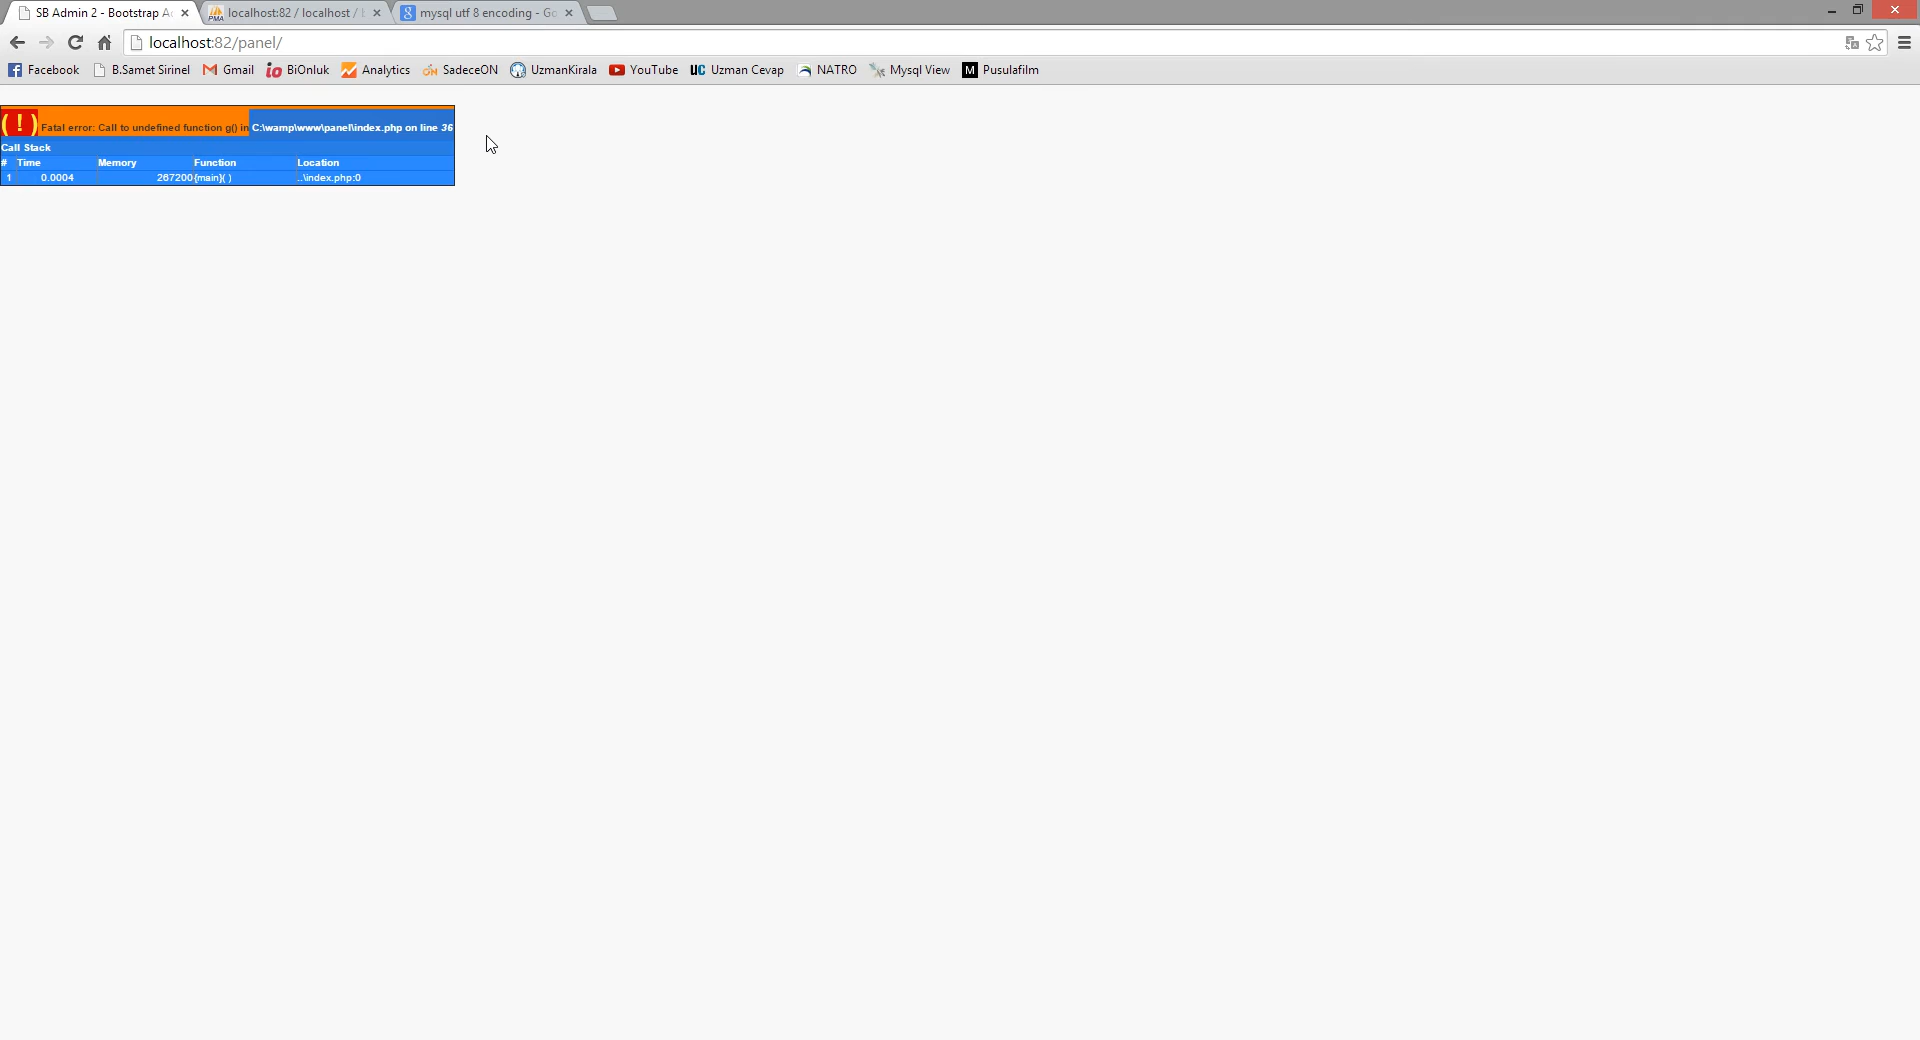 SB Admin 2 - Bootstrap A
localhost:82 / localhost /
mysql utf 8 encoding - Go
localhost:82/panel/
Facebook
B.Samet Sirinel
Gmail
BiOnluk
Analytics
SadeceON
UzmanKirala
YouTube
UC Uzman Cevap
NATRO
Mysql View
M Pusulafilm
( ! ) Fatal error: Call to undefined function g() in C:\wamp\www\panel\index.php on line 36
Call Stack
# Time Memory Function Location
1 0.0004 267200 {main}( ) ..\index.php:0